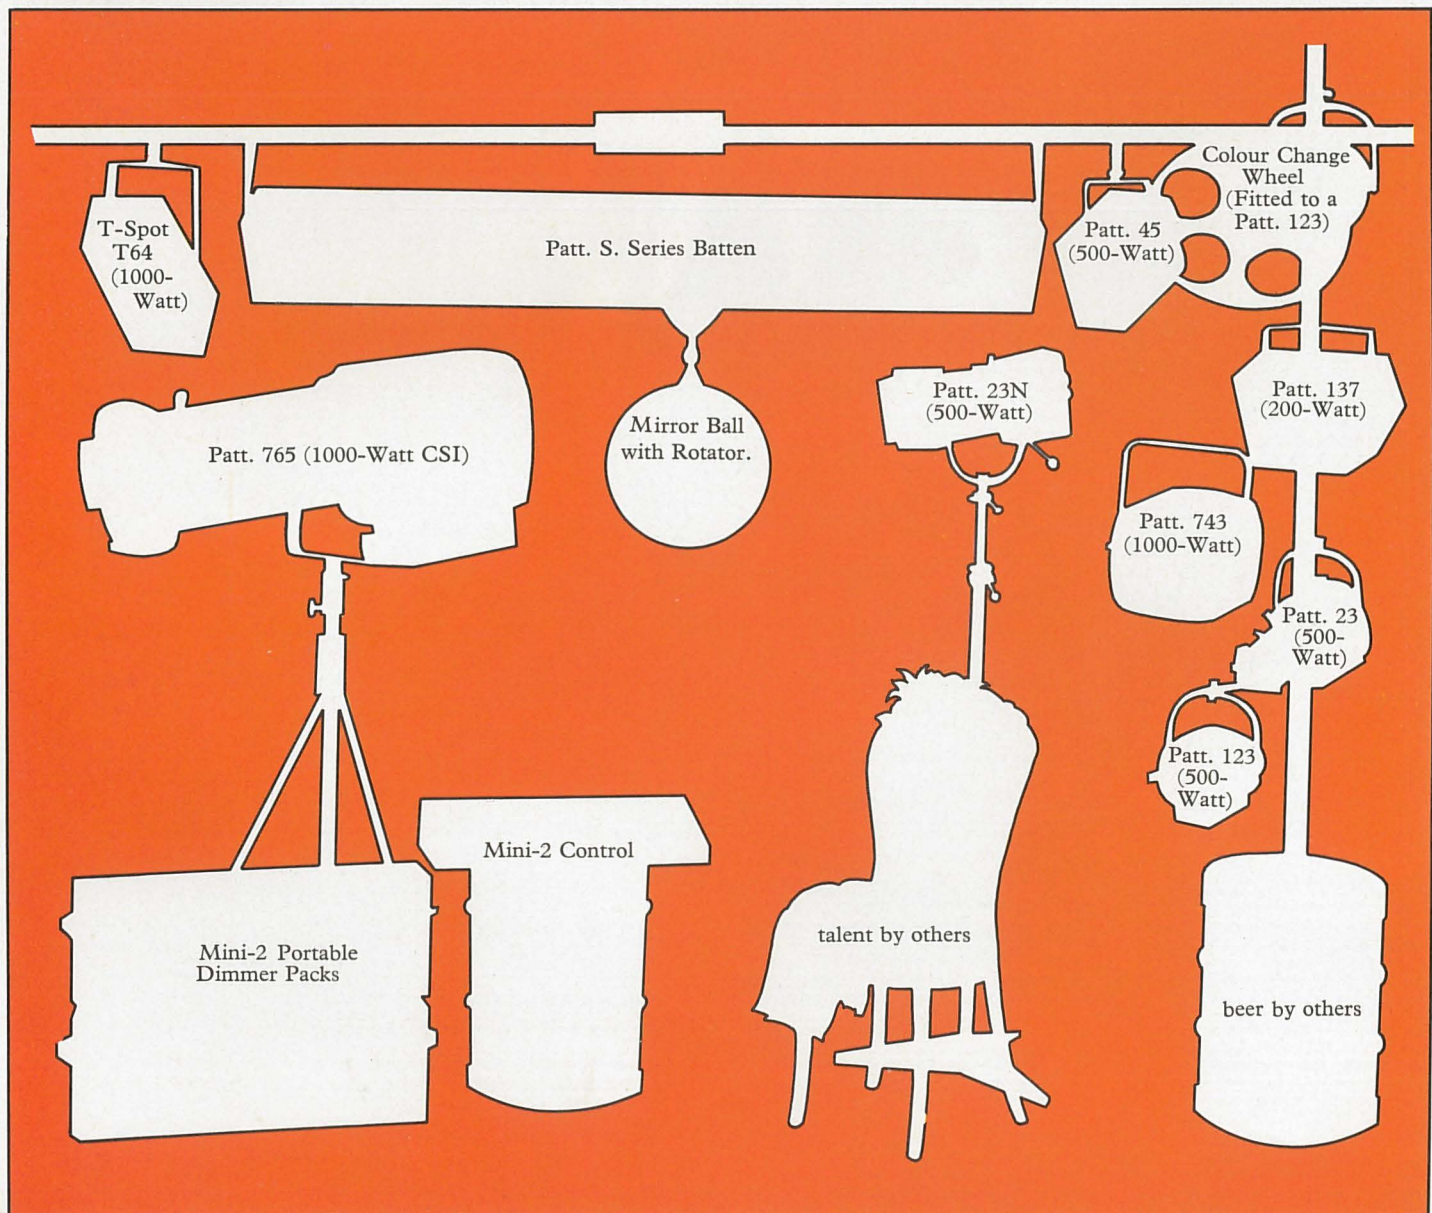 T-Spot
T64
(1000-
Watt)
Patt. S. Series Batten
Patt. 45
(500-Watt)
Colour Change
Wheel
(Fitted to a
Patt. 123)
Patt. 765 (1000-Watt CSI)
Mirror Ball
with Rotator.
Patt. 23N
(500-Watt)
Patt. 137
(200-Watt)
Patt. 743
(1000-Watt)
Patt. 23
(500-
Watt)
Patt. 123
(500-
Watt)
Mini-2 Control
Mini-2 Portable
Dimmer Packs
talent by others
beer by others